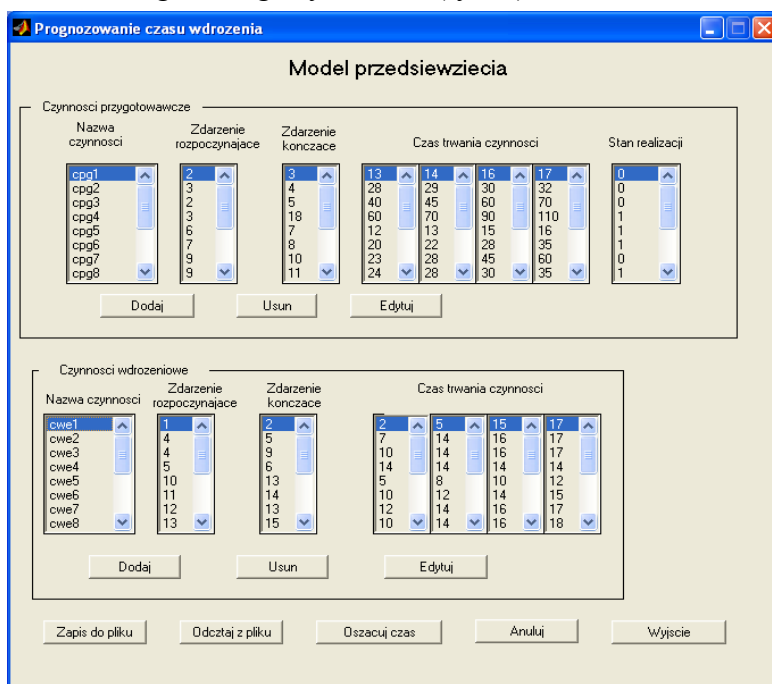 Prognozowanie czasu wdrozenia
Model przedsiewziecia
Czynnosci przygotowawcze
Nazwa czynnosci
Zdarzenie rozpoczynajace
Zdarzenie konczace
Czas trwania czynnosci
Stan realizacji
cpg1 2 3 13 14 16 17 0
cpg2 3 4 28 29 30 32 0
cpg3 2 5 40 45 60 70 0
cpg4 3 18 60 70 90 110 1
cpg5 6 7 12 13 15 16 1
cpg6 7 8 20 22 28 35 1
cpg7 9 10 23 28 45 60 0
cpg8 9 11 24 28 30 35 1
Dodaj
Usun
Edytuj
Czynnosci wdrozeniowe
Nazwa czynnosci
Zdarzenie rozpoczynajace
Zdarzenie konczace
Czas trwania czynnosci
cwe1 1 2 2 5 15 17
cwe2 4 5 7 14 16 17
cwe3 4 9 10 14 16 17
cwe4 5 6 14 14 14 14
cwe5 10 13 5 8 10 12
cwe6 11 14 10 12 14 15
cwe7 12 13 12 14 16 17
cwe8 13 15 10 14 16 18
Dodaj
Usun
Edytuj
Zapis do pliku
Odcztaj z pliku
Oszacuj czas
Anuluj
Wyjscie